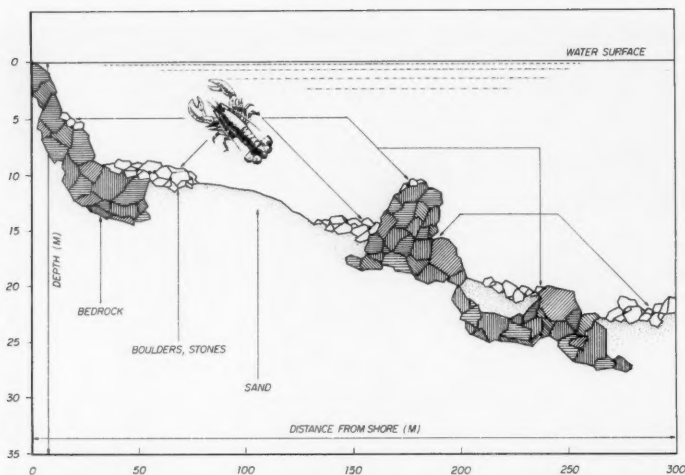 WATER SURFACE
0
5
10
15
20
25
30
35
DEPTH (M)
BEDROCK
BOULDERS, STONES
SAND
DISTANCE FROM SHORE (M)
0 50 100 150 200 250 300